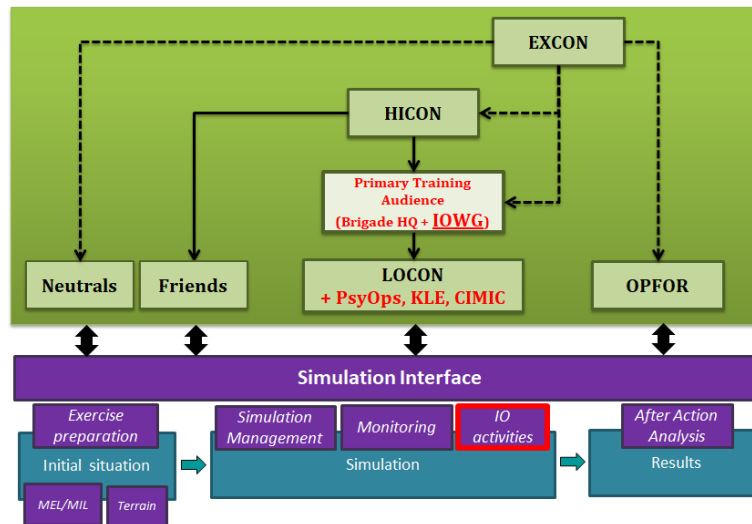 EXCON
HICON
Primary Training
Audience
(Brigade HQ + IOWG)
Neutrals
Friends
LOCON
+ PsyOps, KLE, CIMIC
OPFOR
Simulation Interface
Exercise
preparation
Simulation
Management
Monitoring
IO
activities
After Action
Analysis
Initial situation
Simulation
Results
MEL/MIL
Terrain